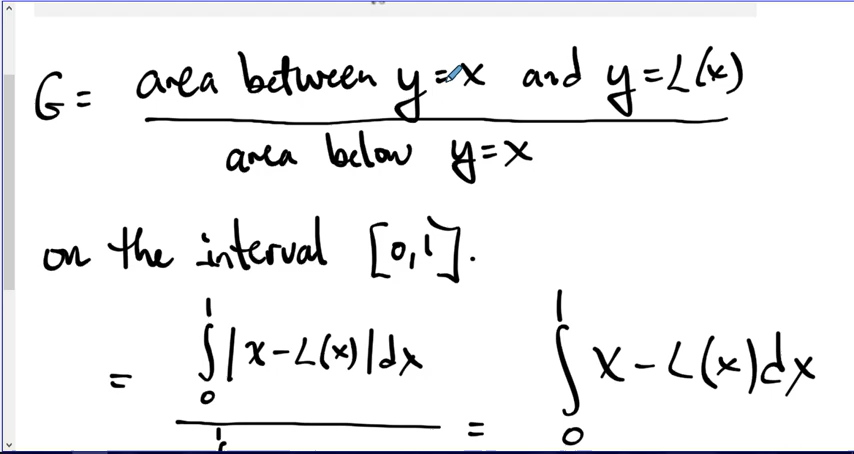 G = area between y = x and y = L(x)
area below y = x
on the interval [0,1].
= ∫₀¹ |x - L(x)| dx = ∫₀¹ x - L(x) dx